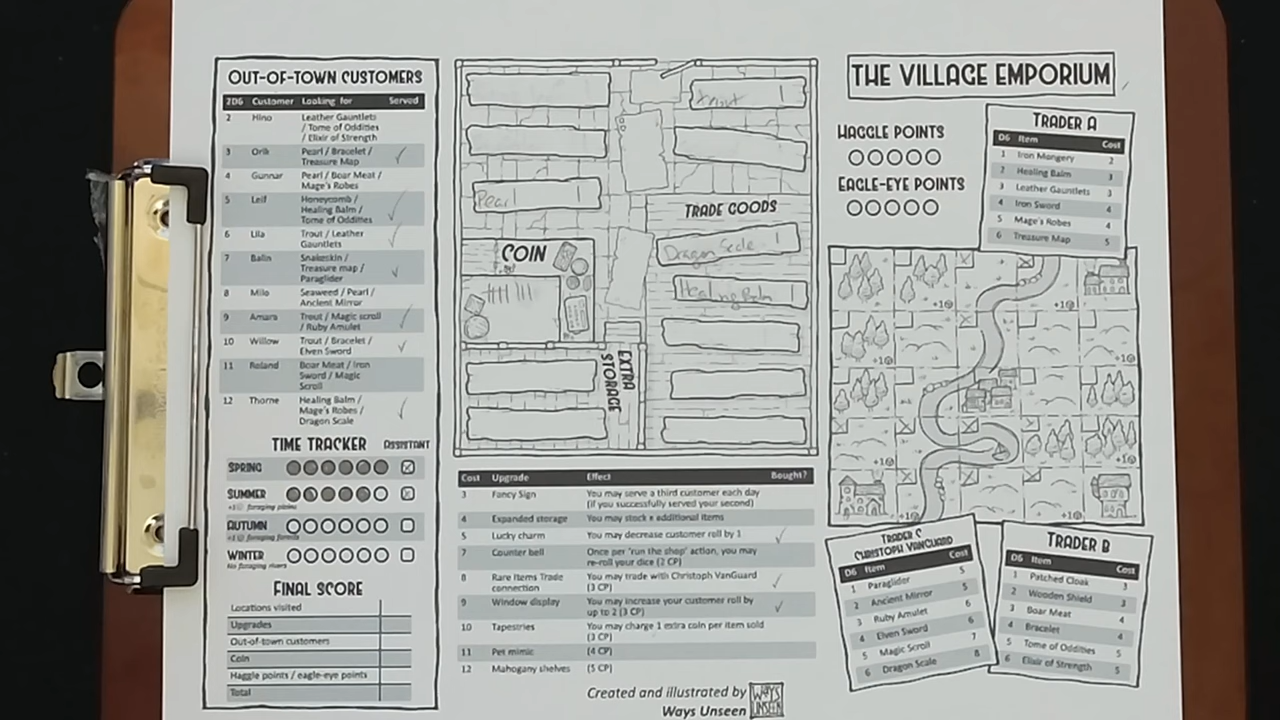 OUT-OF-TOWN CUSTOMERS
2D6 Customer Looking for Served
2 Hino Leather Gauntlets
/ Tome of Oddities
/ Elixir of Strength
3 Orik Pearl / Bracelet /
Treasure Map
4 Gunnar Pearl / Boar Meat /
Mage's Robes
5 Leif Honeycomb /
Healing Balm /
Tome of Oddities
6 Lila Trout / Leather
Gauntlets
7 Balin Snakeskin /
Treasure map /
Paraglider
8 Milo Seaweed / Pearl /
Ancient Mirror
9 Amara Trout / Magic scroll
/ Ruby Amulet
10 Willow Trout / Bracelet /
Elven Sword
11 Roland Boar Meat / Iron
Sword / Magic
Scroll
12 Thorne Healing Balm /
Mage's Robes /
Dragon Scale
TIME TRACKER ASSISTANT
SPRING
SUMMER
+1 foraging plains
AUTUMN
+1 foraging forests
WINTER
No foraging rivers
FINAL SCORE
Locations visited
Upgrades
Out-of-town customers
Coin
Haggle points / eagle-eye points
Total
Trout 1
Pear
TRADE GOODS
Dragon Scale 1
COIN
Healing Balm 1
EXTRA
STORAGE
Cost Upgrade Effect Bought?
3 Fancy Sign You may serve a third customer each day
(if you successfully served your second)
4 Expanded storage You may stock x additional items
5 Lucky charm You may decrease customer roll by 1
7 Counter bell Once per 'run the shop' action, you may
re-roll your dice (2 CP)
8 Rare Items Trade You may trade with Christoph VanGuard
connection (3 CP)
9 Window display You may increase your customer roll by
up to 2 (3 CP)
10 Tapestries You may charge 1 extra coin per item sold
(3 CP)
11 Pet mimic (4 CP)
12 Mahogany shelves (5 CP)
Created and illustrated by
Ways Unseen
WAYS
UNSEEN
THE VILLAGE EMPORIUM
HAGGLE POINTS
EAGLE-EYE POINTS
TRADER A
D6 Item Cost
1 Iron Mongery 2
2 Healing Balm 3
3 Leather Gauntlets 3
4 Iron Sword 4
5 Mage's Robes 4
6 Treasure Map 5
+1
+1
+1
+1
+1
+1
+1
+1
TRADER C
CHRISTOPH VANGUARD
D6 Item Cost
1 Paraglider 5
2 Ancient Mirror 5
3 Ruby Amulet 6
4 Elven Sword 6
5 Magic Scroll 7
6 Dragon Scale 8
TRADER B
D6 Item Cost
1 Patched Cloak 3
2 Wooden Shield 3
3 Boar Meat 4
4 Bracelet 4
5 Tome of Oddities 5
6 Elixir of Strength 5